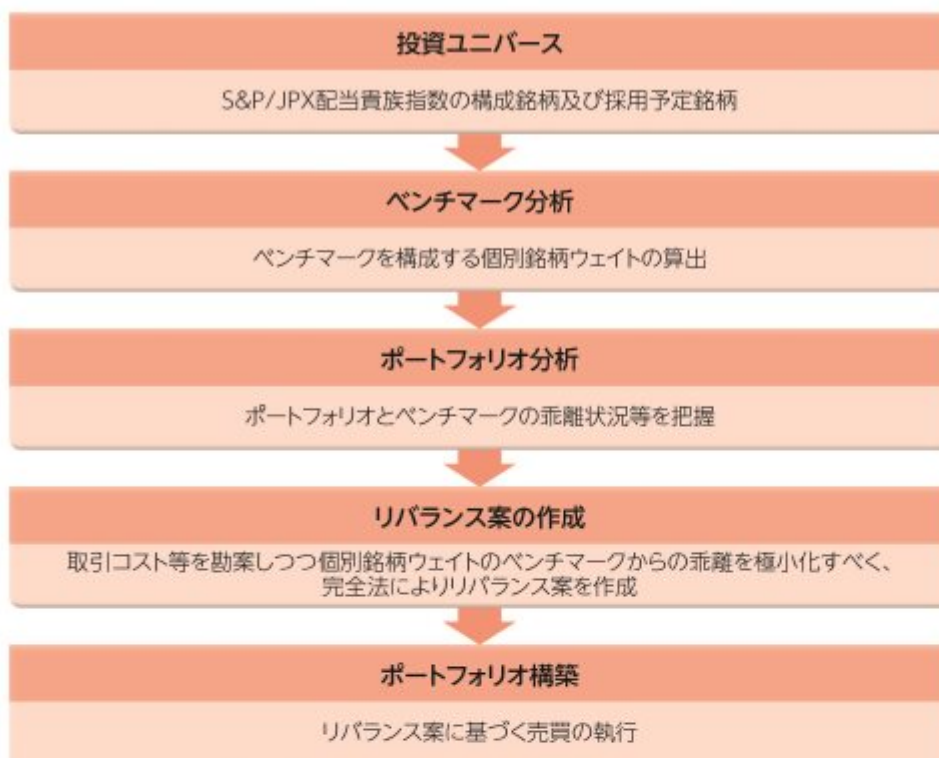 投資ユニバース
S&P/JPX配当貴族指数の構成銘柄及び採用予定銘柄
ベンチマーク分析
ベンチマークを構成する個別銘柄ウェイトの算出
ポートフォリオ分析
ポートフォリオとベンチマークの乖離状況等を把握
リバランス案の作成
取引コスト等を勘案しつつ個別銘柄ウェイトのベンチマークからの乖離を極小化すべく、
完全法によりリバランス案を作成
ポートフォリオ構築
リバランス案に基づく売買の執行